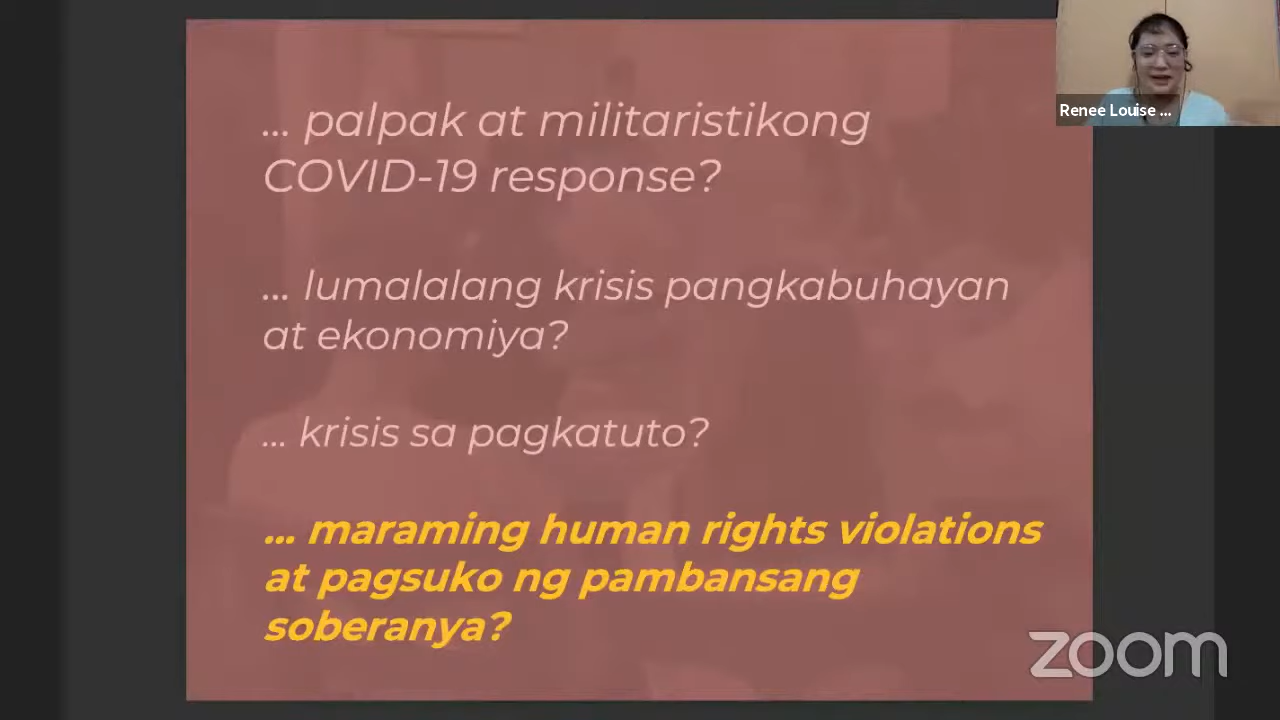 ... palpak at militaristikong
COVID-19 response?
... lumalalang krisis pangkabuhayan
at ekonomiya?
... krisis sa pagkatuto?
... maraming human rights violations
at pagsuko ng pambansang
soberanya?
Renee Louise ...
zoom